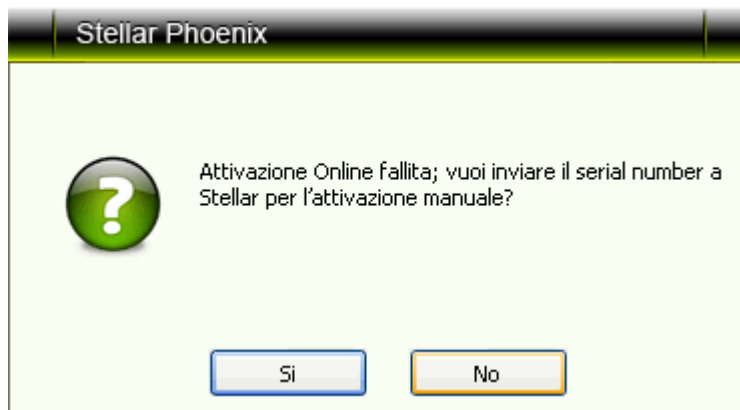 Stellar Phoenix
Attivazione Online fallita; vuoi inviare il serial number a
Stellar per l'attivazione manuale?
Si
No